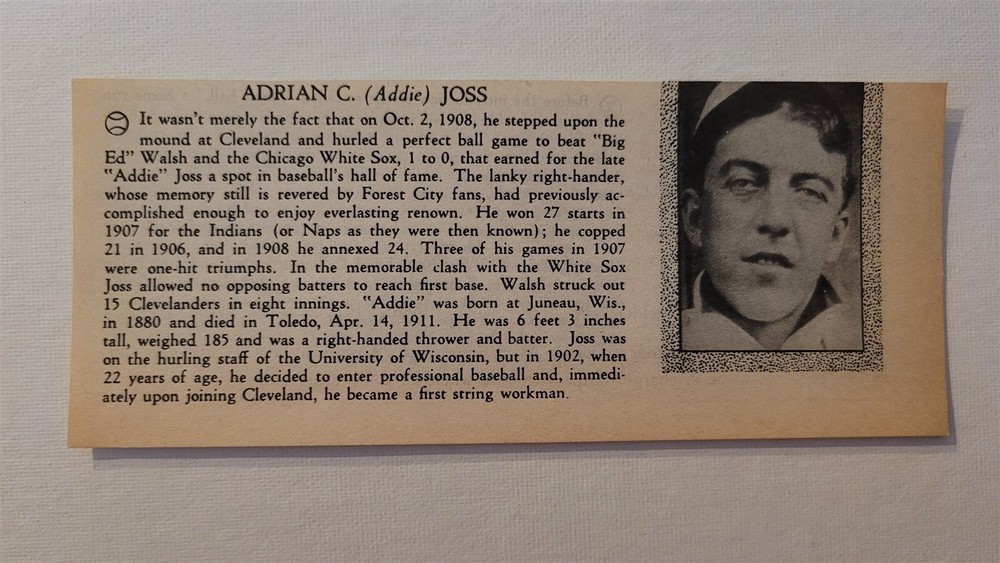 ADRIAN C. (Addie) JOSS
It wasn't merely the fact that on Oct. 2, 1908, he stepped upon the
mound at Cleveland and hurled a perfect ball game to beat "Big
Ed" Walsh and the Chicago White Sox, 1 to 0, that earned for the late
"Addie" Joss a spot in baseball's hall of fame. The lanky right-hander,
whose memory still is revered by Forest City fans, had previously ac-
complished enough to enjoy everlasting renown. He won 27 starts in
1907 for the Indians (or Naps as they were then known); he copped
21 in 1906, and in 1908 he annexed 24. Three of his games in 1907
were one-hit triumphs. In the memorable clash with the White Sox
Joss allowed no opposing batters to reach first base. Walsh struck out
15 Clevelanders in eight innings. "Addie" was born at Juneau, Wis.,
in 1880 and died in Toledo, Apr. 14, 1911. He was 6 feet 3 inches
tall, weighed 185 and was a right-handed thrower and batter. Joss was
on the hurling staff of the University of Wisconsin, but in 1902, when
22 years of age, he decided to enter professional baseball and, immedi-
ately upon joining Cleveland, he became a first string workman.